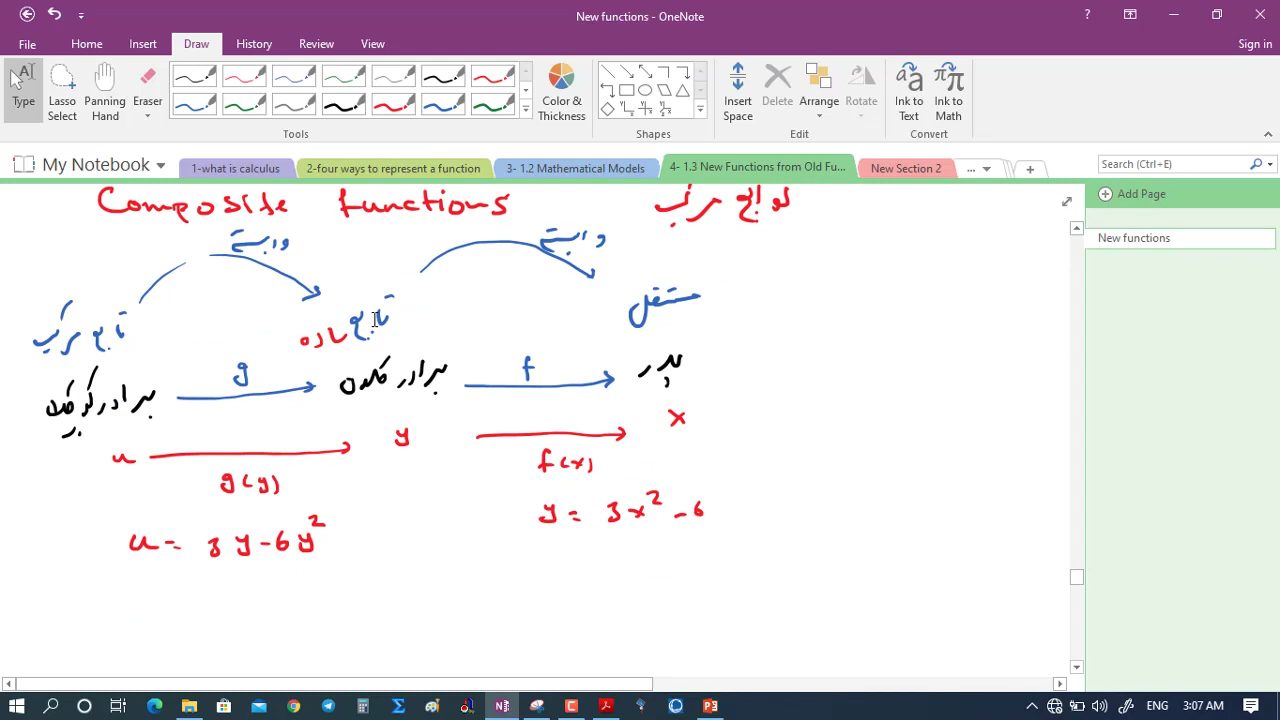 New functions - OneNote
File Home Insert Draw History Review View
Sign in
Type
Lasso Select
Panning Hand
Eraser
Color & Thickness
Insert Space
Delete
Arrange
Rotate
Ink to Text
Ink to Math
Tools
Shapes
Edit
Convert
My Notebook
1-what is calculus
2-four ways to represent a function
3- 1.2 Mathematical Models
4- 1.3 New Functions from Old Fu...
New Section 2
...
Search (Ctrl+E)
Add Page
New functions
Composite functions توابع مرکب
وابسته وابسته
تابع مرکب تابع ساده مستقل
برادر کوچک g برادر کلان f پدر
u g(y) y f(x) x
y = 3x² - 6
u = 3y - 6y²
ENG 3:07 AM